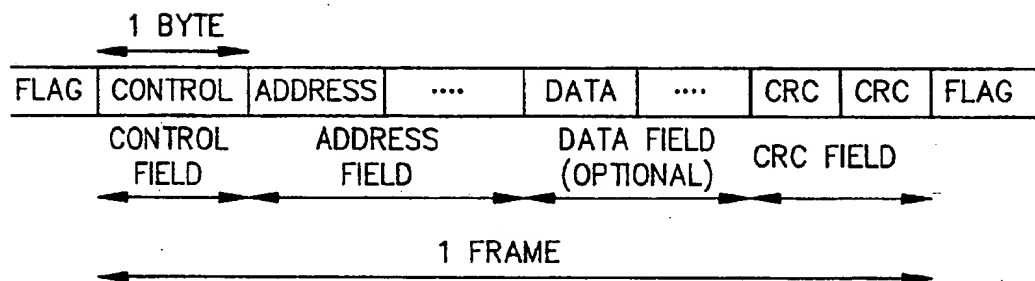 1 BYTE
FLAG CONTROL ADDRESS .... DATA .... CRC CRC FLAG
CONTROL FIELD ADDRESS FIELD DATA FIELD (OPTIONAL) CRC FIELD
1 FRAME